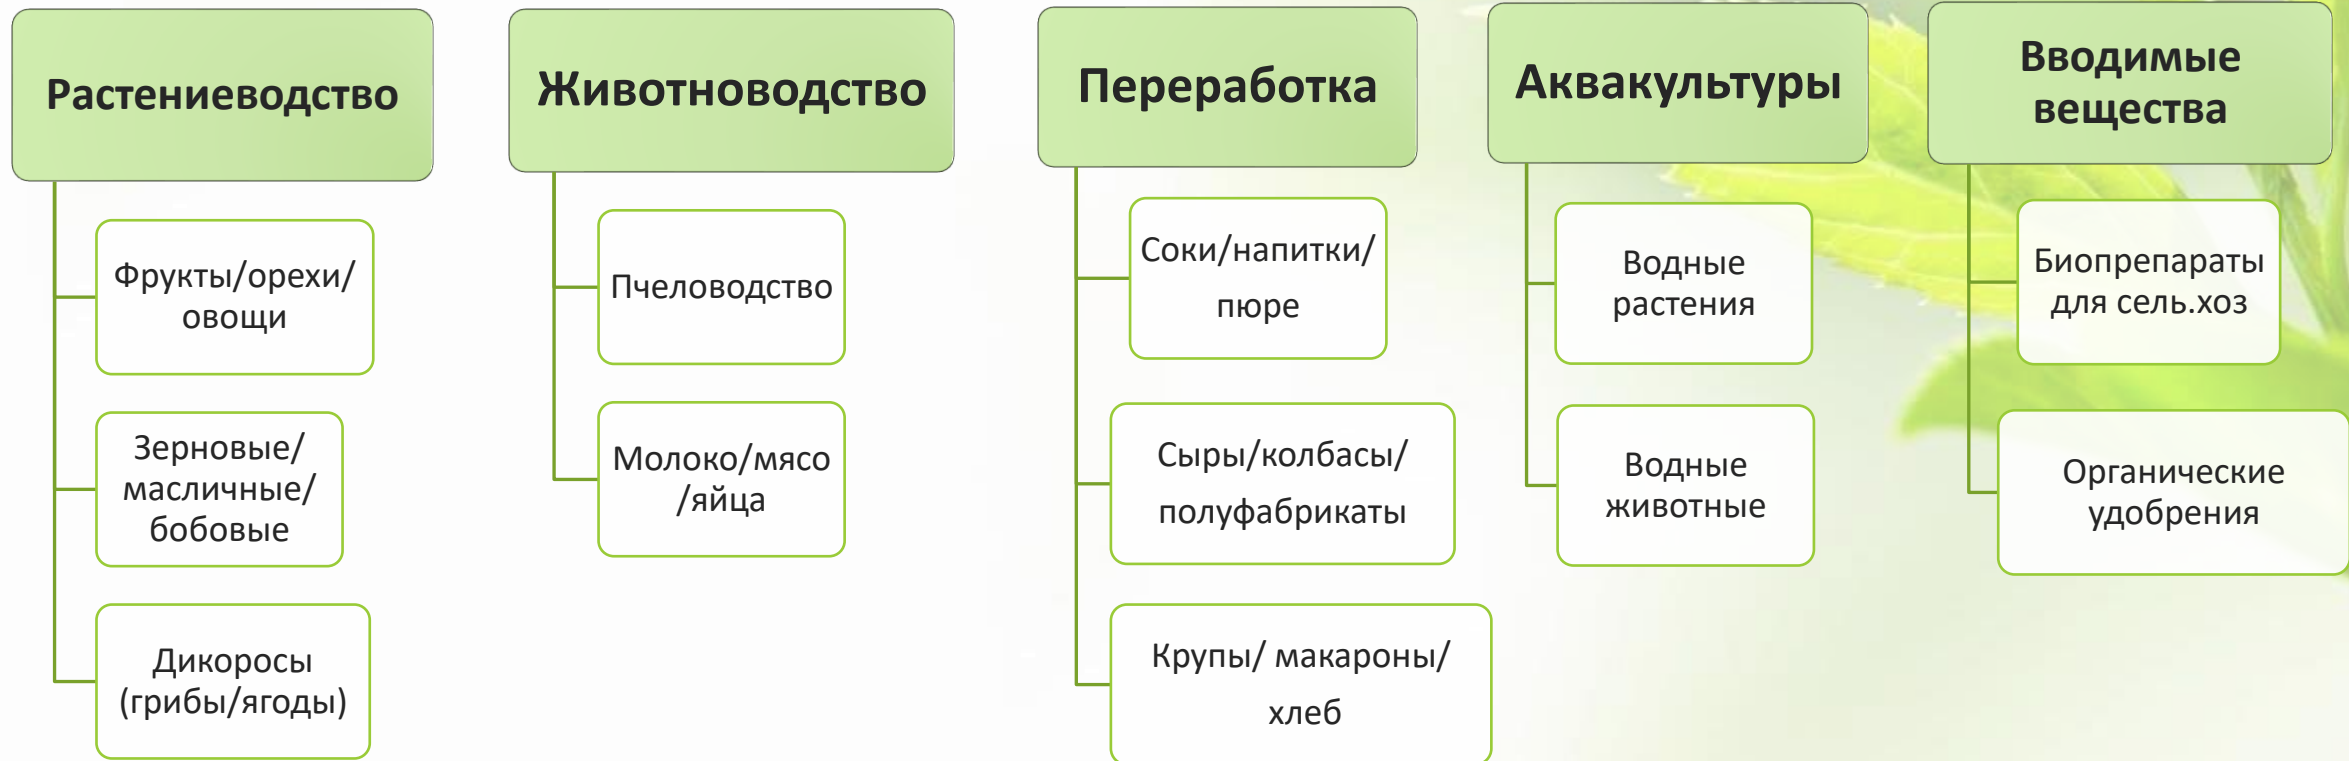 Растениеводство
Фрукты/орехи/
овощи
Зерновые/
масличные/
бобовые
Дикоросы
(грибы/ягоды)
Животноводство
Пчеловодство
Молоко/мясо
/яйца
Переработка
Соки/напитки/
пюре
Сыры/колбасы/
полуфабрикаты
Крупы/ макароны/
хлеб
Аквакультуры
Водные
растения
Водные
животные
Вводимые
вещества
Биопрепараты
для сель.хоз
Органические
удобрения